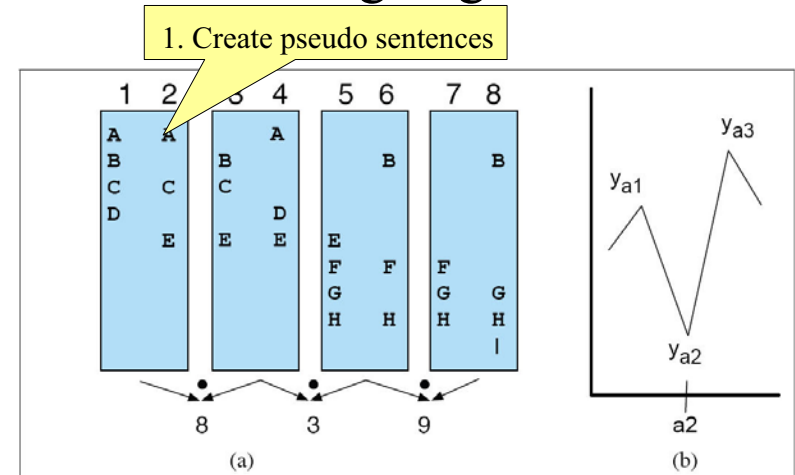 1. Create pseudo sentences
1 2 3 4 5 6 7 8
A A A
B B B B
C C C
D D
E E E E
F F F
G G G
H H H H
I
8 3 9
(a)
ya1
ya2
ya3
a2
(b)